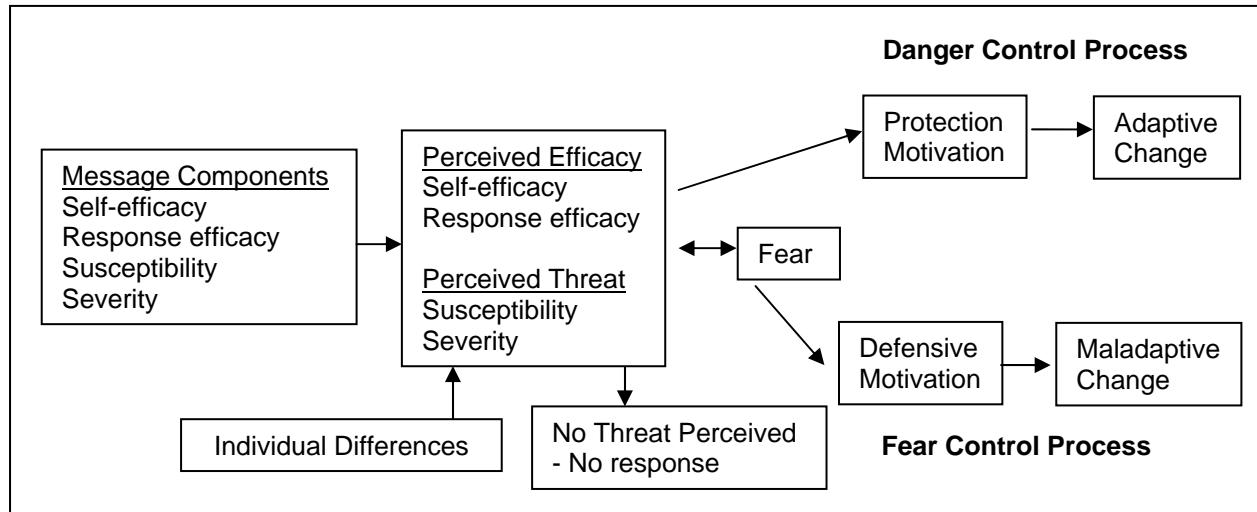 Danger Control Process
Protection
Motivation
Adaptive
Change
Message Components
Self-efficacy
Response efficacy
Susceptibility
Severity
Perceived Efficacy
Self-efficacy
Response efficacy
Perceived Threat
Susceptibility
Severity
Fear
Defensive
Motivation
Maladaptive
Change
Individual Differences
No Threat Perceived
- No response
Fear Control Process